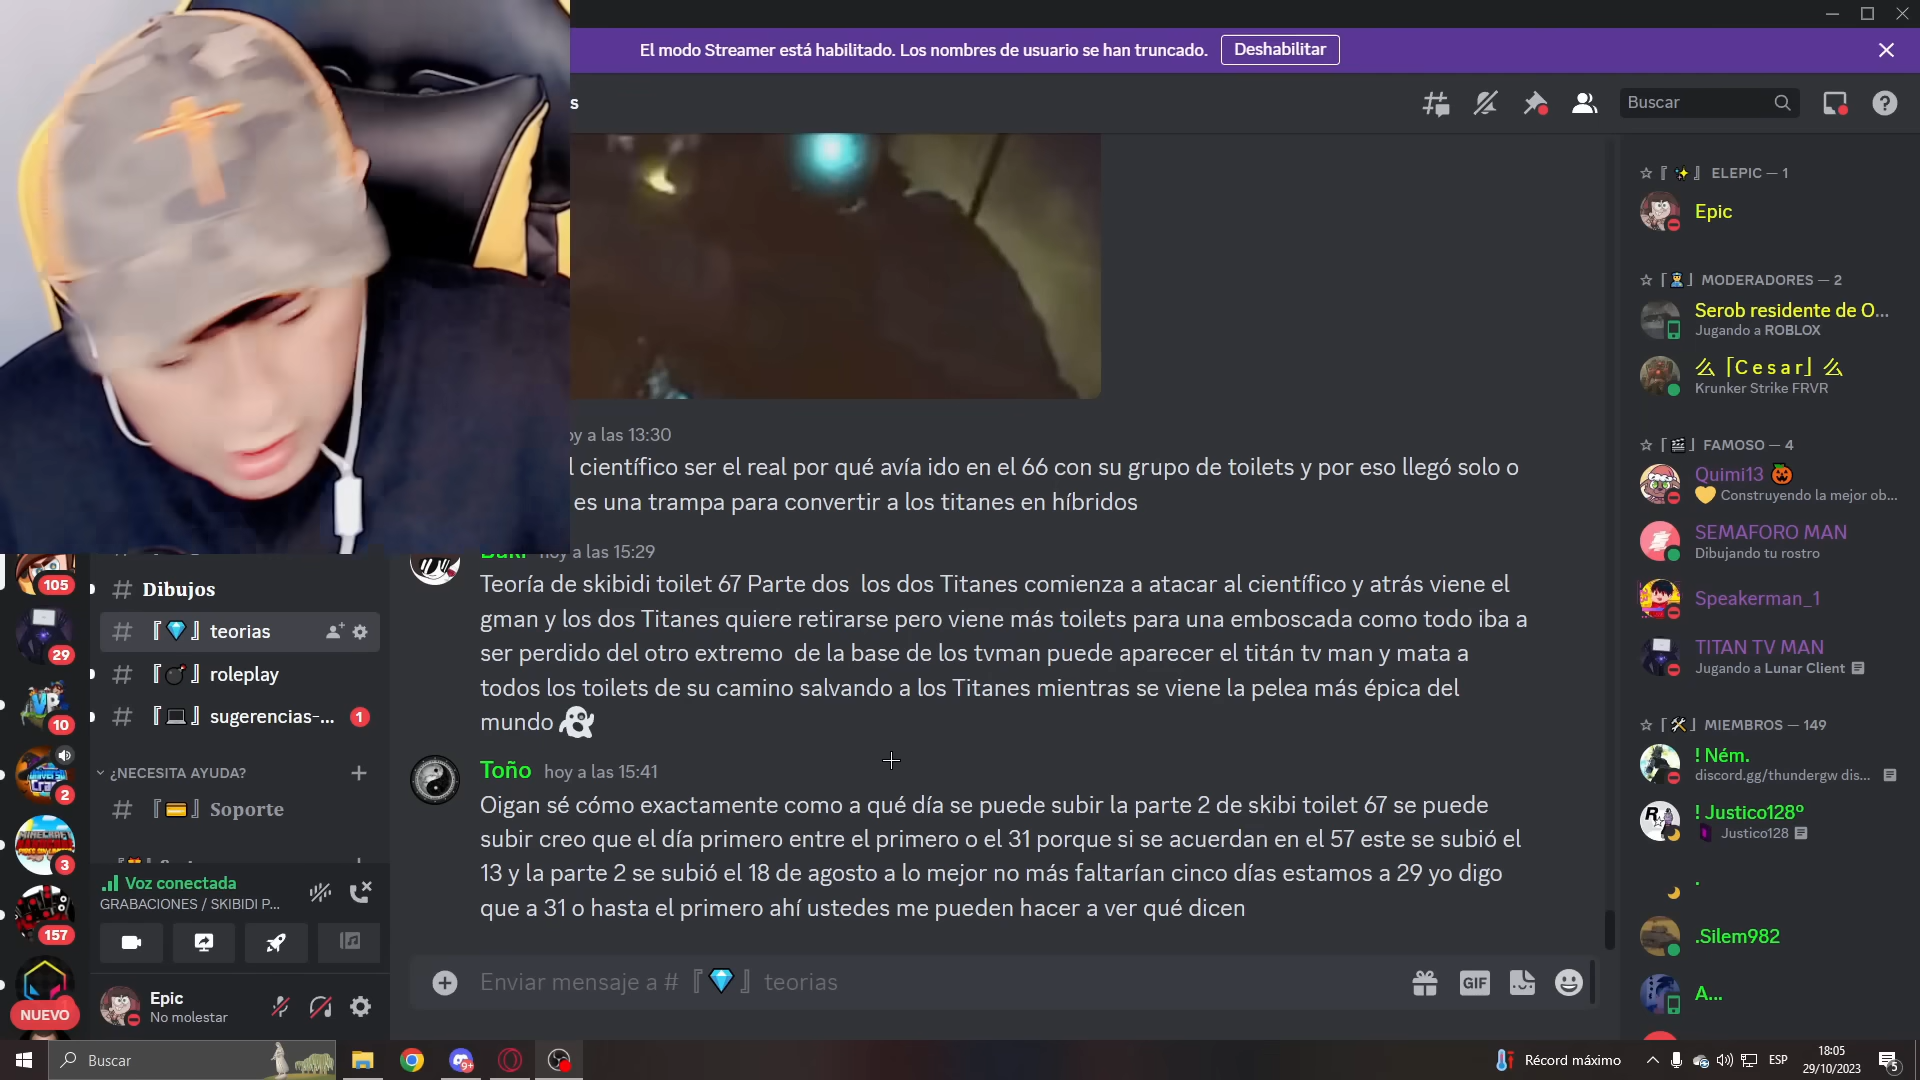 El modo Streamer está habilitado. Los nombres de usuario se han truncado.
Deshabilitar
s
Buscar
hoy a las 13:30
l científico ser el real por qué avía ido en el 66 con su grupo de toilets y por eso llegó solo o
es una trampa para convertir a los titanes en híbridos
hoy a las 15:29
Teoría de skibidi toilet 67 Parte dos los dos Titanes comienza a atacar al científico y atrás viene el
gman y los dos Titanes quiere retirarse pero viene más toilets para una emboscada como todo iba a
ser perdido del otro extremo de la base de los tvman puede aparecer el titán tv man y mata a
todos los toilets de su camino salvando a los Titanes mientras se viene la pelea más épica del
mundo 👻
Toño hoy a las 15:41
Oigan sé cómo exactamente como a qué día se puede subir la parte 2 de skibi toilet 67 se puede
subir creo que el día primero entre el primero o el 31 porque si se acuerdan en el 57 este se subió el
13 y la parte 2 se subió el 18 de agosto a lo mejor no más faltarían cinco días estamos a 29 yo digo
que a 31 o hasta el primero ahí ustedes me pueden hacer a ver qué dicen
Enviar mensaje a # 『💎』 teorias
GIF
105
29
VP
10
2
3
157
NUEVO
# Dibujos
# 『💎』 teorias
# 『💣』 roleplay
# 『💻』 sugerencias-... 1
¿NECESITA AYUDA?
# 『💳』 Soporte
Voz conectada
GRABACIONES / SKIBIDI P...
Epic
No molestar
☆『✨』 ELEPIC — 1
Epic
☆『👮』 MODERADORES — 2
Serob residente de O...
Jugando a ROBLOX
么「C e s a r」么
Krunker Strike FRVR
☆『🎬』 FAMOSO — 4
Quimi13 🎃
💛 Construyendo la mejor ob...
SEMAFORO MAN
Dibujando tu rostro
Speakerman_1
TITAN TV MAN
Jugando a Lunar Client
☆『🛠』 MIEMBROS — 149
! Ném.
discord.gg/thundergw dis...
! Justico128º
Justico128
.
.Silem982
A...
Buscar
9+
Récord máximo
ESP
18:05
29/10/2023
5